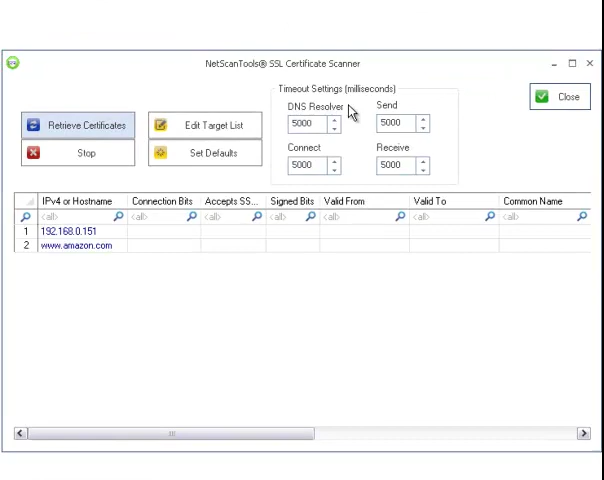 NetScanTools® SSL Certificate Scanner
Timeout Settings (milliseconds)
DNS Resolver Send
5000 5000
Connect Receive
5000 5000
Close
Retrieve Certificates Edit Target List
Stop Set Defaults
IPv4 or Hostname Connection Bits Accepts SS... Signed Bits Valid From Valid To Common Name
<all> <all> <all> <all> <all> <all> <all>
1 192.168.0.151
2 www.amazon.com